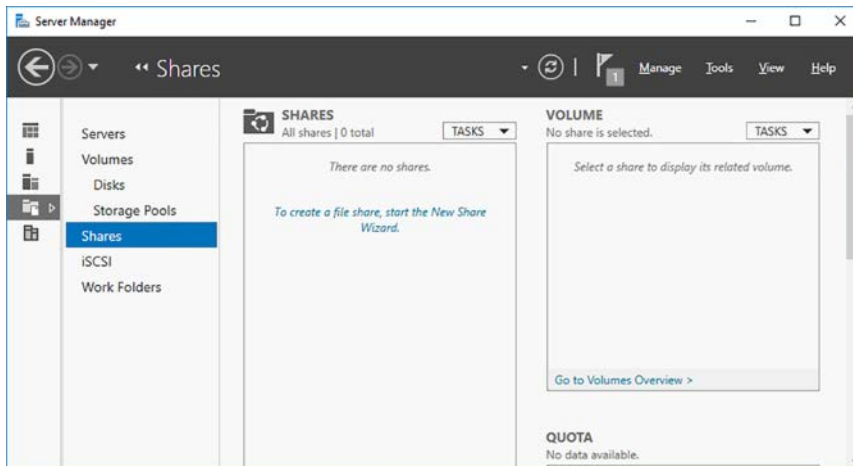 Server Manager
Shares
1
Manage
Tools
View
Help
Servers
Volumes
Disks
Storage Pools
Shares
iSCSI
Work Folders
SHARES
All shares | 0 total
TASKS
There are no shares.
To create a file share, start the New Share
Wizard.
VOLUME
No share is selected.
TASKS
Select a share to display its related volume.
Go to Volumes Overview >
QUOTA
No data available.